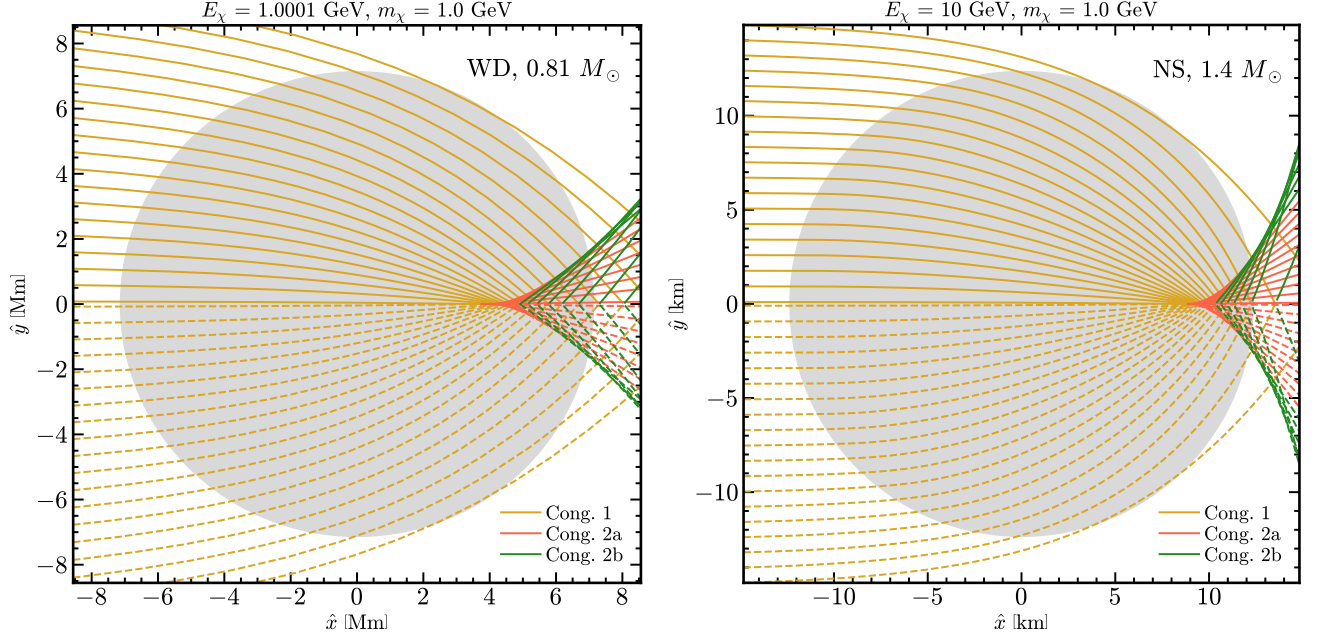 E_χ = 1.0001 GeV, m_χ = 1.0 GeV
WD, 0.81 M_⊙
8
6
4
2
0
−2
−4
−6
−8
ŷ [Mm]
−8 −6 −4 −2 0 2 4 6 8
x̂ [Mm]
Cong. 1
Cong. 2a
Cong. 2b
E_χ = 10 GeV, m_χ = 1.0 GeV
NS, 1.4 M_⊙
10
5
0
−5
−10
ŷ [km]
−10 −5 0 5 10
x̂ [km]
Cong. 1
Cong. 2a
Cong. 2b